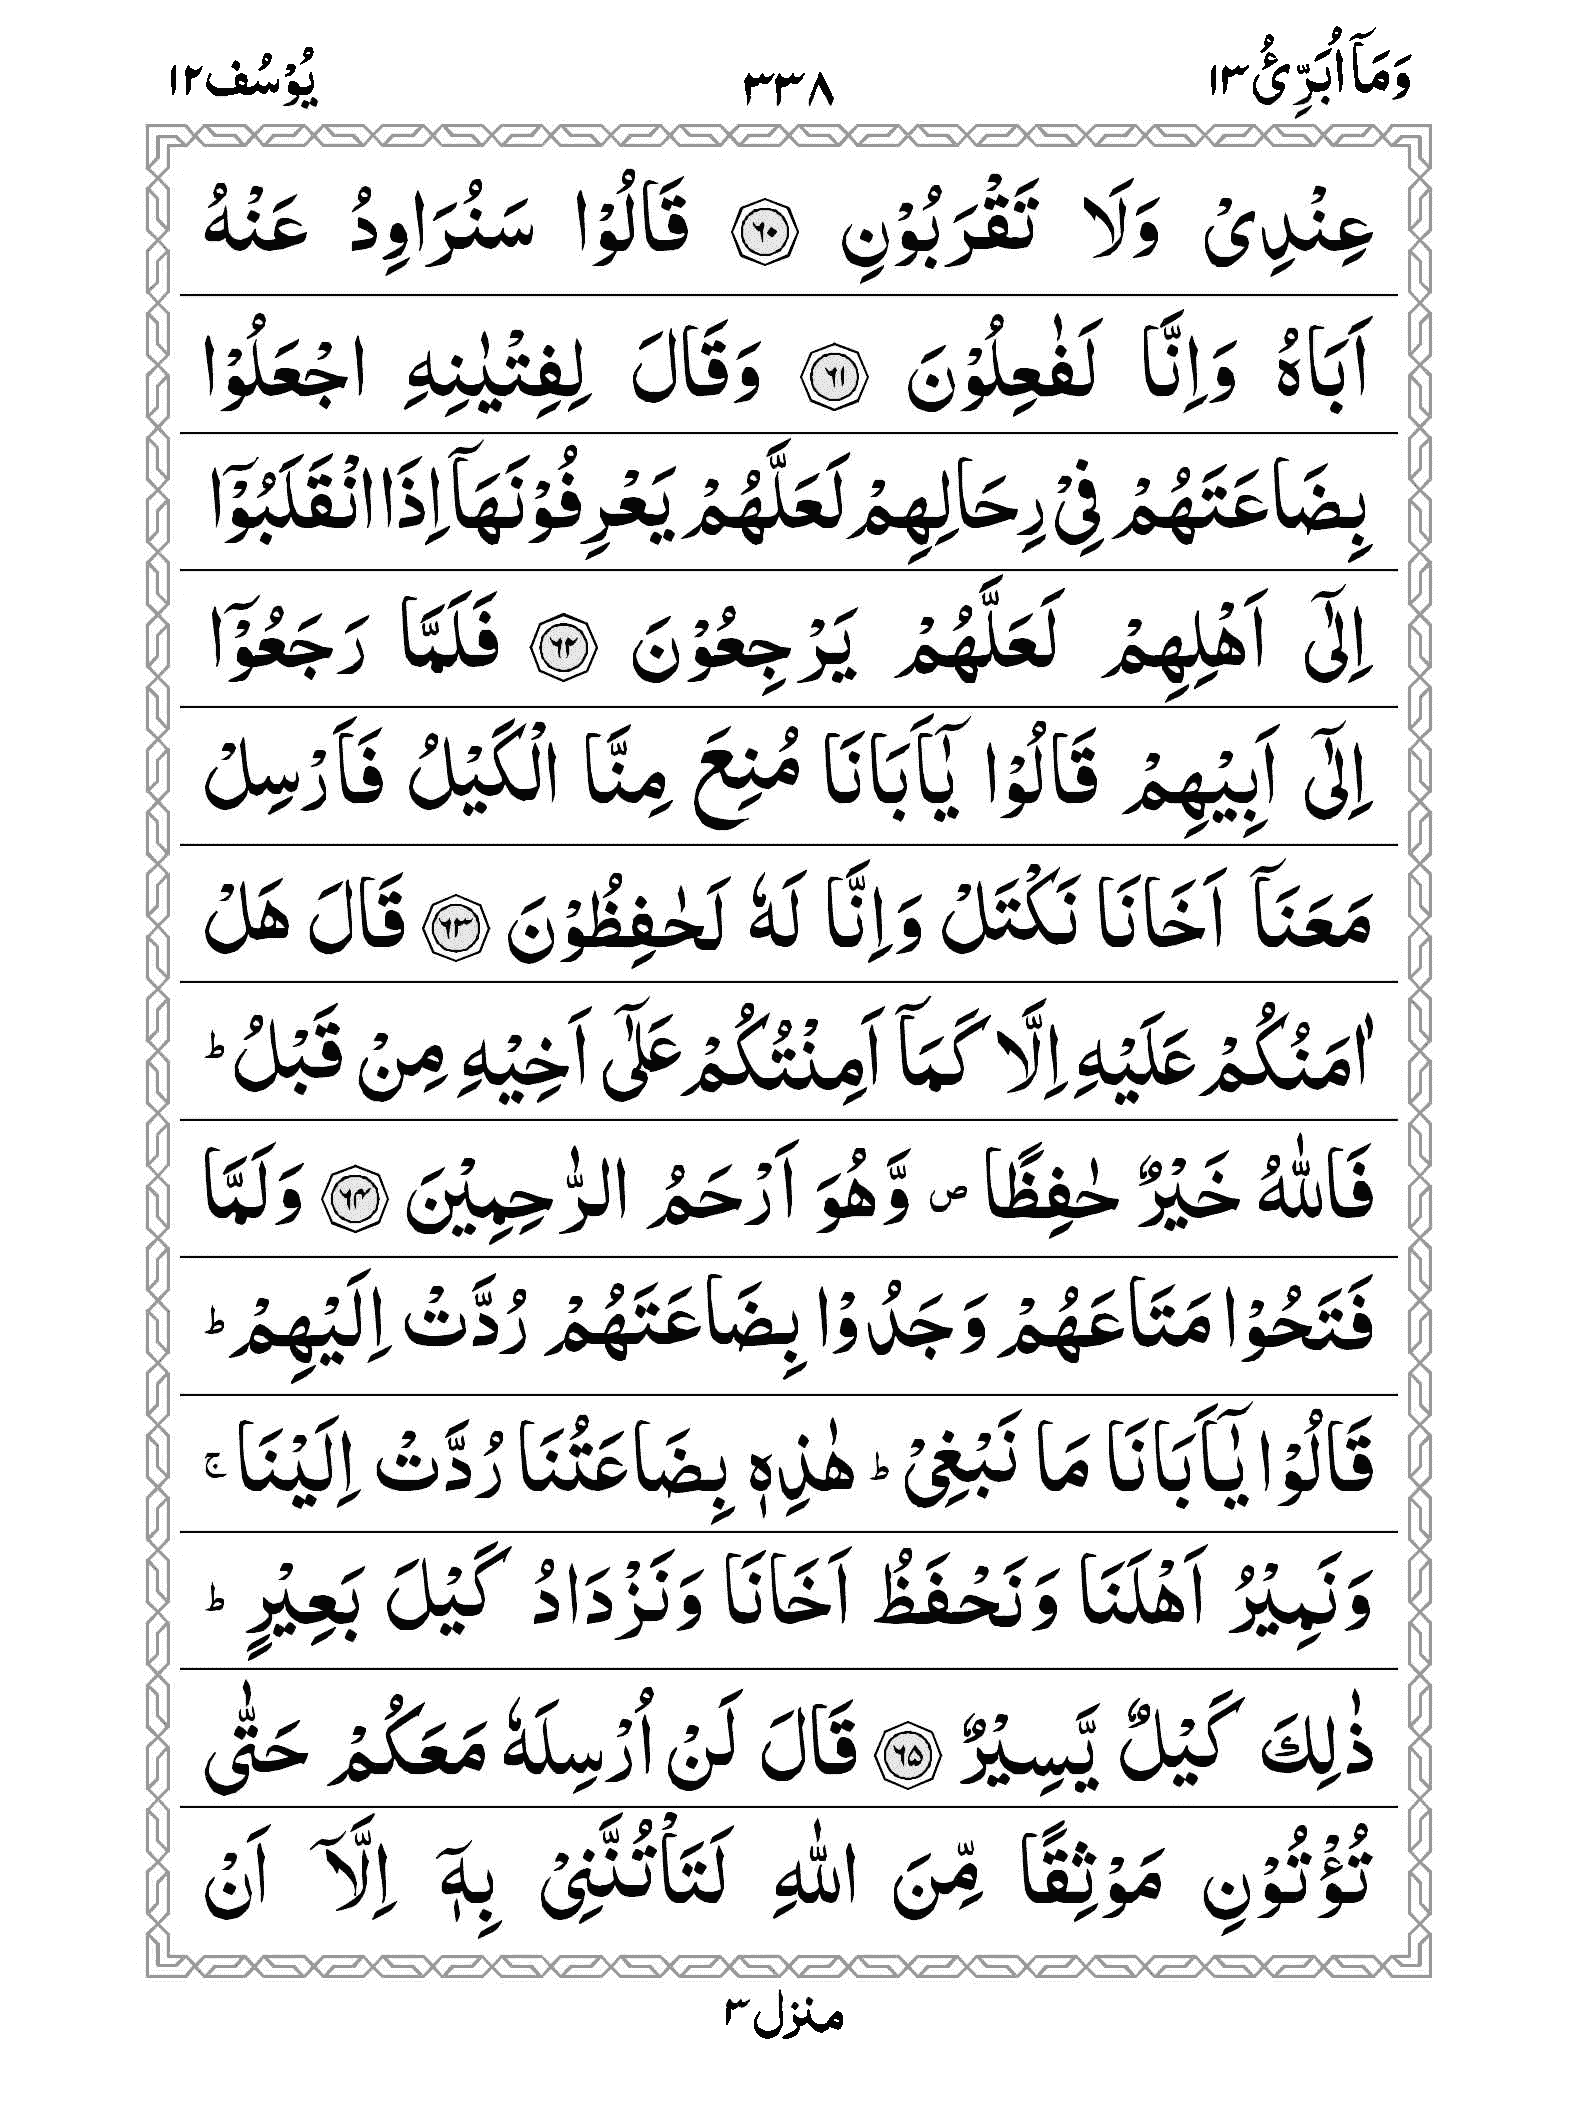 وَمَآ اُبَرِّئُ ١٣ ٣٣٨ يُوْسُف ١٢
عِنْدِىْ وَلَا تَقْرَبُوْنِ ﴿٦٠﴾ قَالُوْا سَنُرَاوِدُ عَنْهُ
اَبَاهُ وَاِنَّا لَفٰعِلُوْنَ ﴿٦١﴾ وَقَالَ لِفِتْيٰنِهِ اجْعَلُوْا
بِضَاعَتَهُمْ فِىْ رِحَالِهِمْ لَعَلَّهُمْ يَعْرِفُوْنَهَآ اِذَا انْقَلَبُوْٓا
اِلٰٓى اَهْلِهِمْ لَعَلَّهُمْ يَرْجِعُوْنَ ﴿٦٢﴾ فَلَمَّا رَجَعُوْٓا
اِلٰٓى اَبِيْهِمْ قَالُوْا يٰٓاَبَانَا مُنِعَ مِنَّا الْكَيْلُ فَاَرْسِلْ
مَعَنَآ اَخَانَا نَكْتَلْ وَاِنَّا لَهٗ لَحٰفِظُوْنَ ﴿٦٣﴾ قَالَ هَلْ
اٰمَنُكُمْ عَلَيْهِ اِلَّا كَمَآ اَمِنْتُكُمْ عَلٰٓى اَخِيْهِ مِنْ قَبْلُ ؕ
فَاللّٰهُ خَيْرٌ حٰفِظًا ص وَّهُوَ اَرْحَمُ الرّٰحِمِيْنَ ﴿٦٤﴾ وَلَمَّا
فَتَحُوْا مَتَاعَهُمْ وَجَدُوْا بِضَاعَتَهُمْ رُدَّتْ اِلَيْهِمْ ؕ
قَالُوْا يٰٓاَبَانَا مَا نَبْغِىْ ؕ هٰذِهٖ بِضَاعَتُنَا رُدَّتْ اِلَيْنَا ۚ
وَنَمِيْرُ اَهْلَنَا وَنَحْفَظُ اَخَانَا وَنَزْدَادُ كَيْلَ بَعِيْرٍ ؕ
ذٰلِكَ كَيْلٌ يَّسِيْرٌ ﴿٦٥﴾ قَالَ لَنْ اُرْسِلَهٗ مَعَكُمْ حَتّٰى
تُؤْتُوْنِ مَوْثِقًا مِّنَ اللّٰهِ لَتَاْتُنَّنِىْ بِهٖٓ اِلَّآ اَنْ
منزل ٣